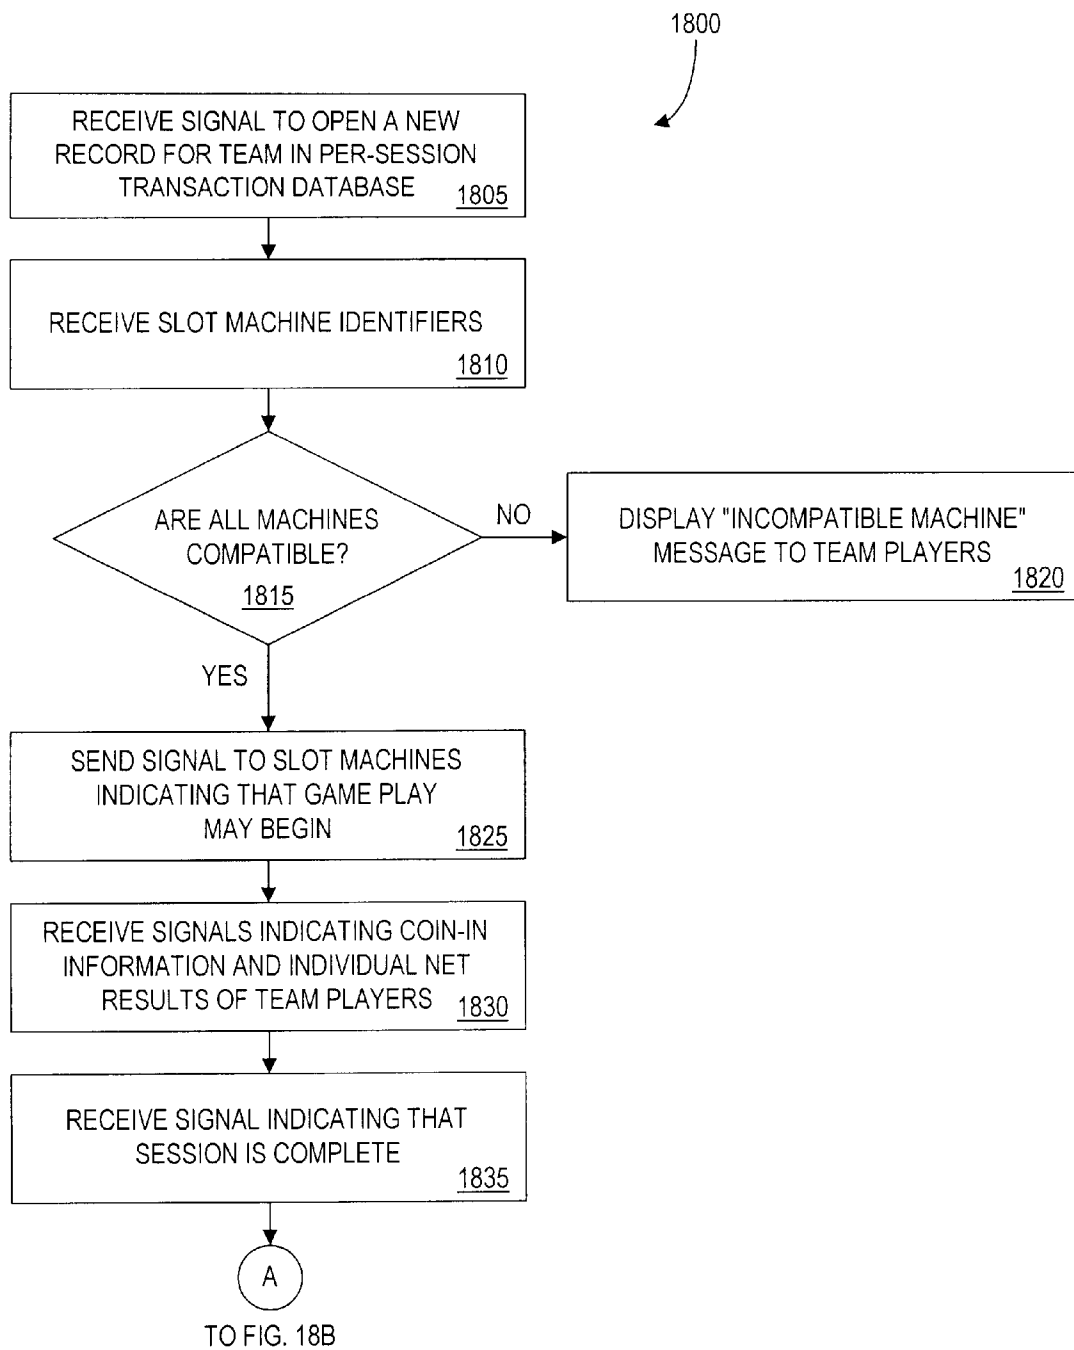 1800
RECEIVE SIGNAL TO OPEN A NEW
RECORD FOR TEAM IN PER-SESSION
TRANSACTION DATABASE
1805
RECEIVE SLOT MACHINE IDENTIFIERS
1810
ARE ALL MACHINES
COMPATIBLE?
1815
NO
DISPLAY "INCOMPATIBLE MACHINE"
MESSAGE TO TEAM PLAYERS
1820
YES
SEND SIGNAL TO SLOT MACHINES
INDICATING THAT GAME PLAY
MAY BEGIN
1825
RECEIVE SIGNALS INDICATING COIN-IN
INFORMATION AND INDIVIDUAL NET
RESULTS OF TEAM PLAYERS
1830
RECEIVE SIGNAL INDICATING THAT
SESSION IS COMPLETE
1835
A
TO FIG. 18B